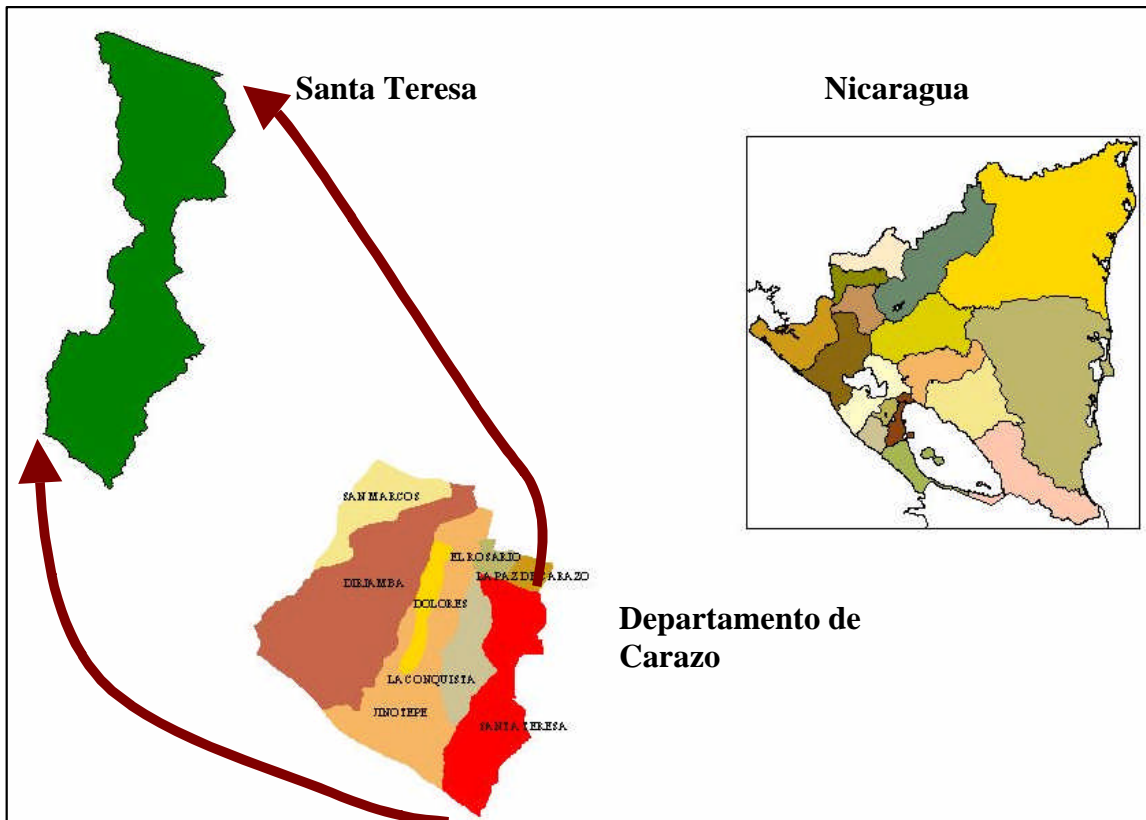 Santa Teresa
Nicaragua
SAN MARCOS
EL ROSARIO
LA PAZ DE CARAZO
DIRIAMBA
DOLORES
LA CONQUISTA
JINOTEPE
SANTA TERESA
Departamento de
Carazo